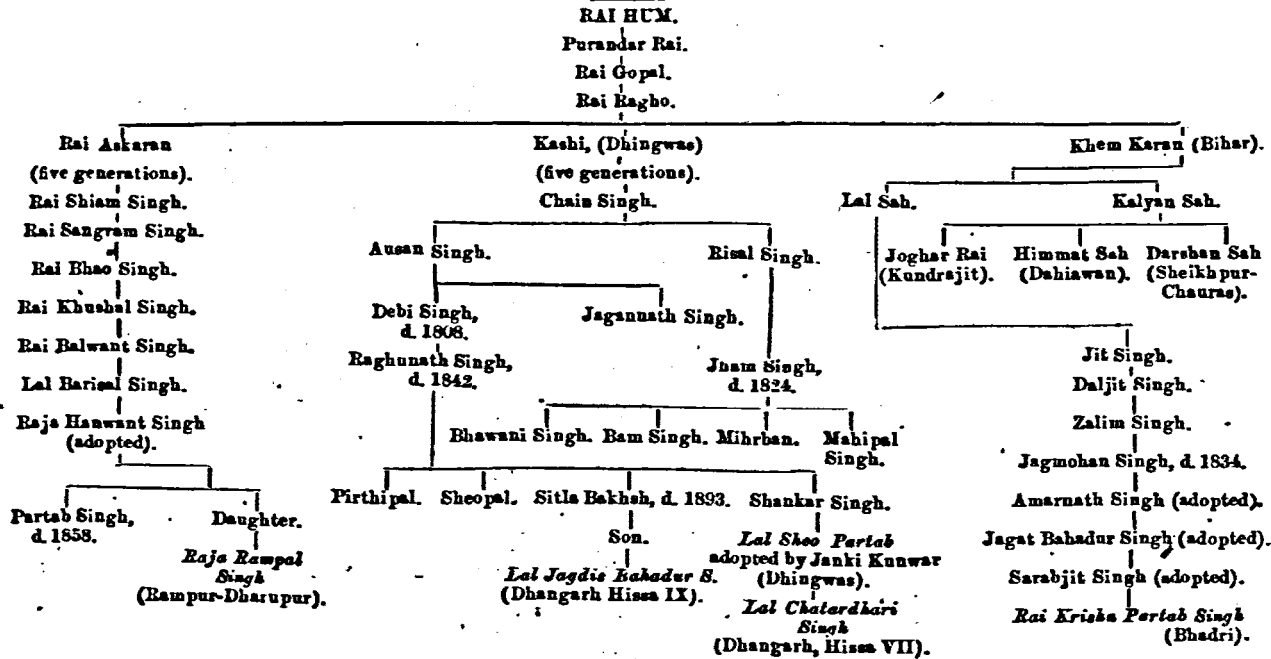 RAI HUM.
Purandar Rai.
Rai Gopal.
Rai Ragho.
Rai Askaran
(five generations).
Rai Shiam Singh.
Rai Sangram Singh.
Rai Bhao Singh.
Rai Khushal Singh.
Rai Balwant Singh.
Lal Barisal Singh.
Raja Hanwant Singh
(adopted).
Partab Singh,
d. 1858.
Daughter.
Raja Rampal
Singh
(Rampur-Dharupur).
Kashi, (Dhingwas)
(five generations).
Chain Singh.
Ausan Singh.
Risal Singh.
Debi Singh,
d. 1808.
Jagannath Singh.
Raghunath Singh,
d. 1842.
Jham Singh,
d. 1824.
Bhawani Singh.
Bam Singh.
Mihrban.
Mahipal
Singh.
Pirthipal.
Sheopal.
Sitla Bakhsh, d. 1893.
Shankar Singh.
Son.
Lal Jagdis Bahadur S.
(Dhangarh Hissa IX).
Lal Sheo Partab
adopted by Janki Kunwar
(Dhingwas).
Lal Chatardhari
Singh
(Dhangarh, Hissa VII).
Khem Karan (Bihar).
Lal Sah.
Kalyan Sah.
Joghar Rai
(Kundrajit).
Himmat Sah
(Dahiawan).
Darshan Sah
(Sheikhpur-
Chauras).
Jit Singh.
Daljit Singh.
Zalim Singh.
Jagmohan Singh, d. 1834.
Amarnath Singh (adopted).
Jagat Bahadur Singh (adopted).
Sarabjit Singh (adopted).
Rai Krishn Partab Singh
(Bhadri).